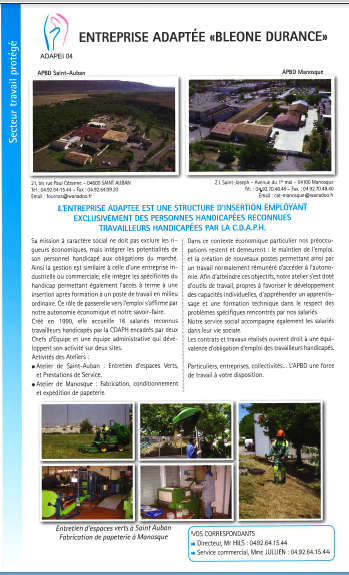 Secteur travail protégé
ADAPEI 04
ENTREPRISE ADAPTÉE «BLEONE DURANCE»
APBD Saint-Auban
APBD Manosque
21, bis rue Paul Cézanne – 04600 SAINT AUBAN
Tél : 04.92.64.15.44 – Fax : 04.92.64.09.20
Email : fournas@wanadoo.fr
Z.I. Saint-Joseph – Avenue du 1er mai – 04100 Manosque
Tél. : 04.92.70.48.46 – Fax : 04.92.70.48.40
Email : cat-manosque@wanadoo.fr
L'ENTREPRISE ADAPTEE EST UNE STRUCTURE D'INSERTION EMPLOYANT
EXCLUSIVEMENT DES PERSONNES HANDICAPÉES RECONNUES
TRAVAILLEURS HANDICAPÉS PAR LA C.D.A.P.H.
Sa mission à caractère social ne doit pas exclure les ri-
gueurs économiques, mais intégrer les potentialités de
son personnel handicapé aux obligations du marché.
Ainsi la gestion est similaire à celle d'une entreprise in-
dustrielle ou commerciale, elle intègre les spécificités du
handicap permettant également l'accès à terme à une
insertion après formation à un poste de travail en milieu
ordinaire. Ce rôle de passerelle vers l'emploi s'affirme par
notre autonomie économique et notre savoir-faire.
Créé en 1990, elle accueille 16 salariés reconnus
travailleurs handicapés par la CDAPH encadrés par deux
Chefs d'Équipe et une équipe administrative qui déve-
loppent son activité sur deux sites.
Activités des Ateliers :
• Atelier de Saint-Auban : Entretien d'espaces Verts,
et Prestations de Service.
• Atelier de Manosque : Fabrication, conditionnement
et expédition de papeterie.
Dans ce contexte économique particulier nos préoccu-
pations restent et demeurent : le maintien de l'emploi,
et la création de nouveaux postes permettant ainsi par
un travail normalement rémunéré d'accéder à l'autono-
mie. Afin d'atteindre ces objectifs, notre atelier s'est doté
d'outils de travail, propres à favoriser le développement
des capacités individuelles, d'appréhender un apprentis-
sage et une formation technique dans le respect des
problèmes spécifiques rencontrés par nos salariés.
Notre service social accompagne également les salariés
dans leur vie sociale.
Les contrats et travaux réalisés ouvrent droit à une équi-
valence d'obligation d'emploi des travailleurs handicapés.
Particuliers, entreprises, collectivités... L'APBD une force
de travail à votre disposition.
Entretien d'espaces verts à Saint Auban
Fabrication de papeterie à Manosque
VOS CORRESPONDANTS
Directeur, Mr HILS : 04.92.64.15.44
Service commercial, Mme JULLIEN : 04.92.64.15.44